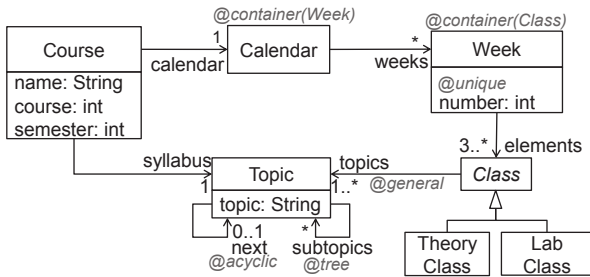 @container(Week)
@container(Class)
Course
1
Calendar
*
Week
calendar
weeks
name: String
course: int
semester: int
@unique
number: int
3..*
elements
syllabus
1
Topic
topics
1..*
@general
Class
topic: String
0..1
next
@acyclic
*
subtopics
@tree
Theory
Class
Lab
Class